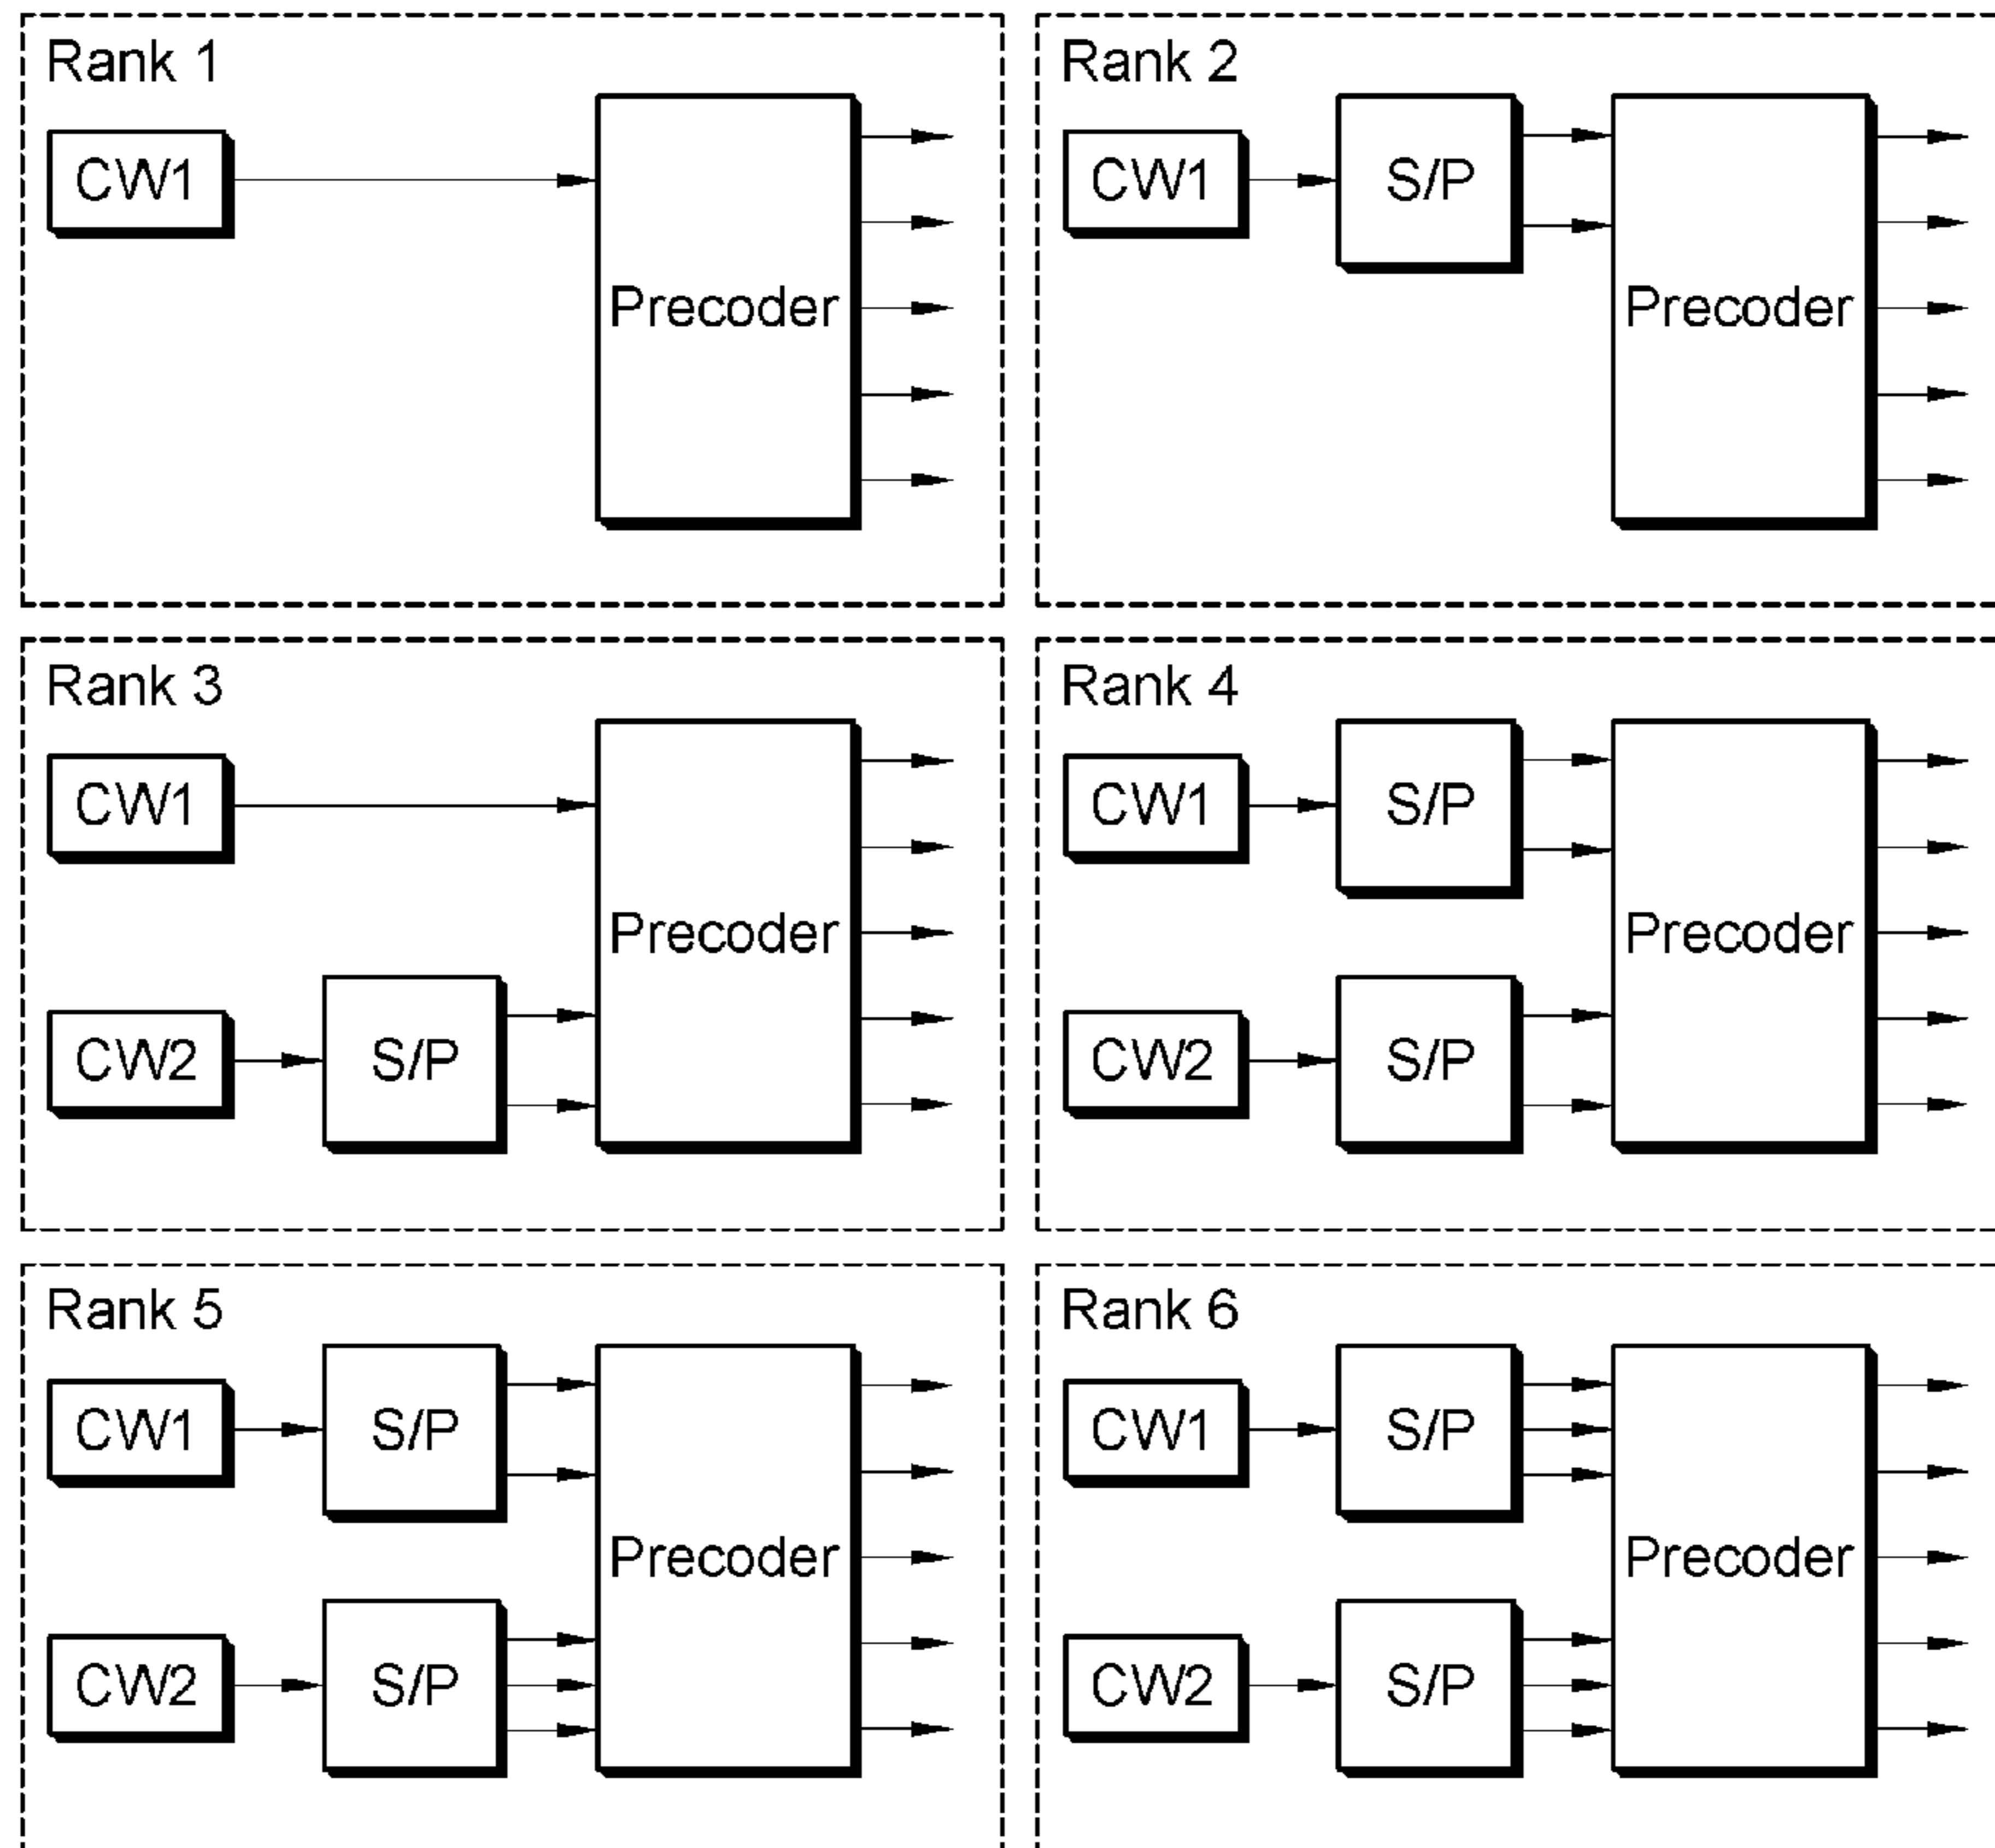 Rank 1
CW1
Precoder
Rank 2
CW1
S/P
Precoder
Rank 3
CW1
Precoder
CW2
S/P
Rank 4
CW1
S/P
Precoder
CW2
S/P
Rank 5
CW1
S/P
Precoder
CW2
S/P
Rank 6
CW1
S/P
Precoder
CW2
S/P